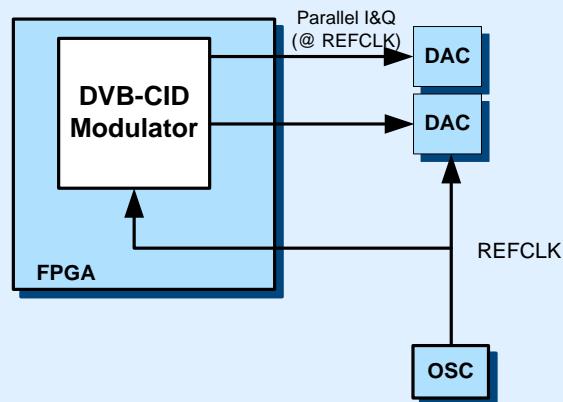 Parallel I&Q
(@ REFCLK)
DAC
DVB-CID
Modulator
DAC
REFCLK
FPGA
OSC